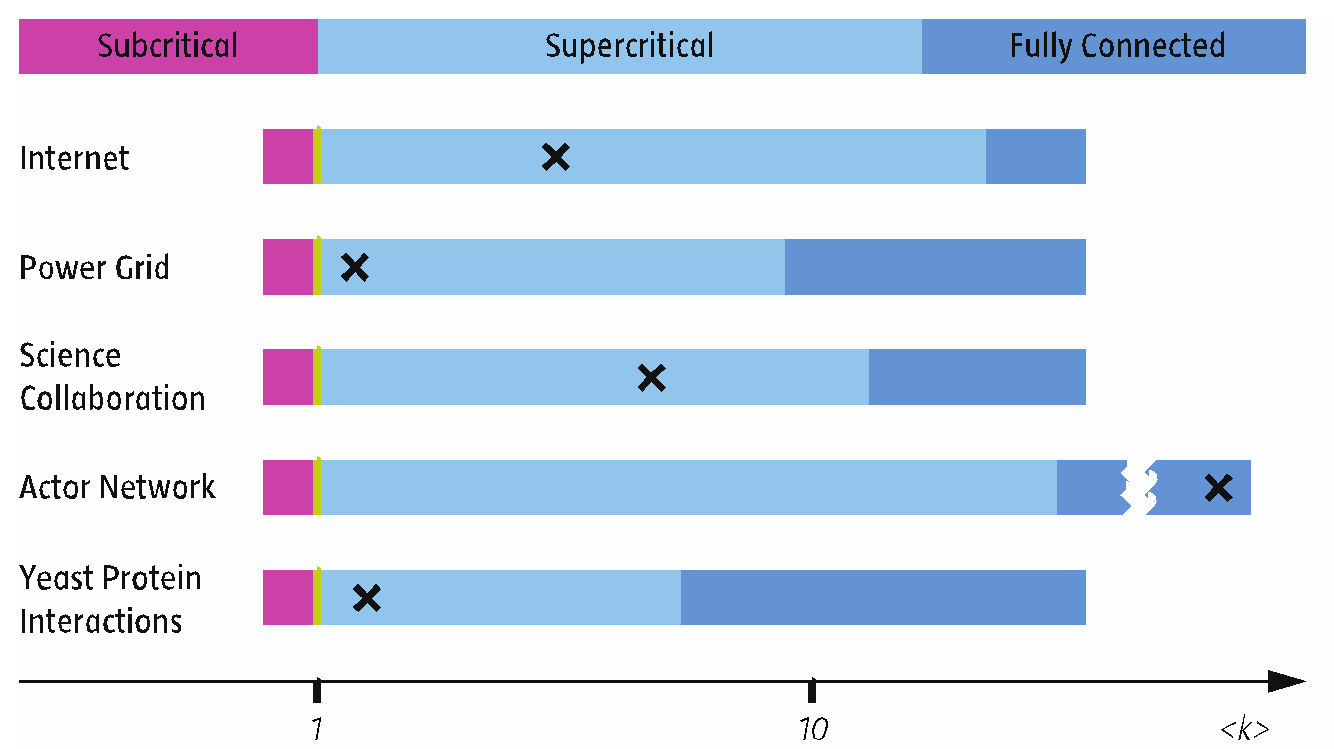 Subcritical
Supercritical
Fully Connected
Internet
Power Grid
Science
Collaboration
Actor Network
Yeast Protein
Interactions
1
10
<k>